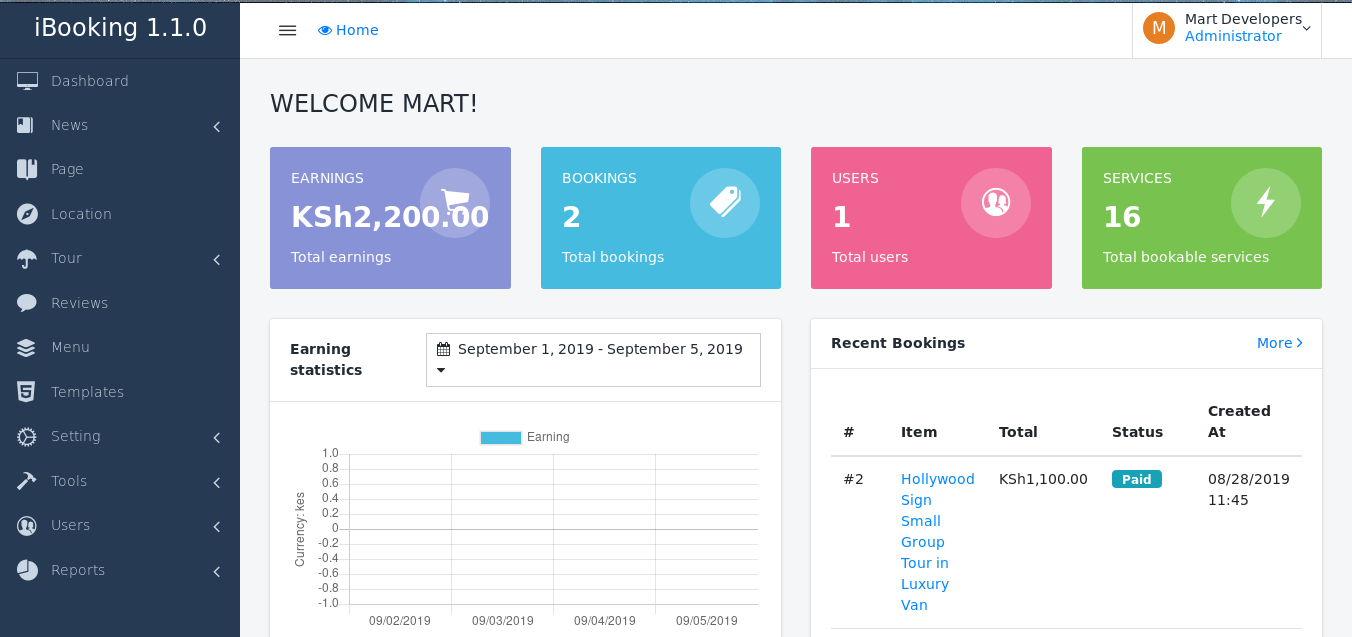 iBooking 1.1.0
Home
M
Mart Developers
Administrator
Dashboard
News
Page
Location
Tour
Reviews
Menu
Templates
Setting
Tools
Users
Reports
WELCOME MART!
EARNINGS
KSh2,200.00
Total earnings
BOOKINGS
2
Total bookings
USERS
1
Total users
SERVICES
16
Total bookable services
Earning
statistics
September 1, 2019 - September 5, 2019
Earning
Currency: kes
1.0
0.8
0.6
0.4
0.2
0
-0.2
-0.4
-0.6
-0.8
-1.0
09/02/2019 09/03/2019 09/04/2019 09/05/2019
Recent Bookings
More
# Item Total Status Created
At
#2 Hollywood KSh1,100.00 Paid 08/28/2019
Sign 11:45
Small
Group
Tour in
Luxury
Van